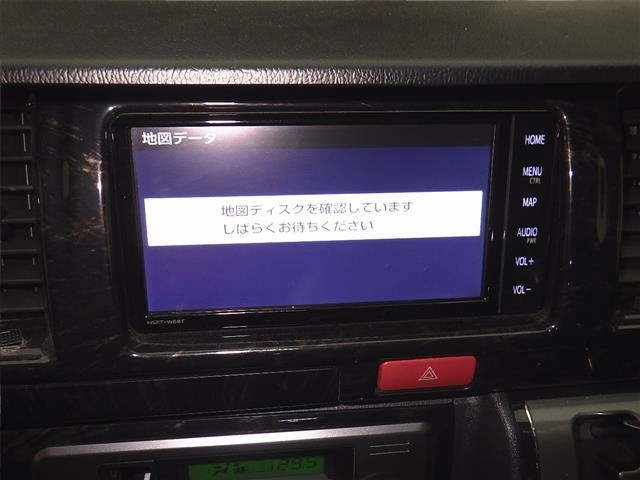 地図データ
地図ディスクを確認しています
しばらくお待ちください
HOME
MENU
CTRL
MAP
AUDIO
PWR
VOL+
VOL-
NSZT-W68T